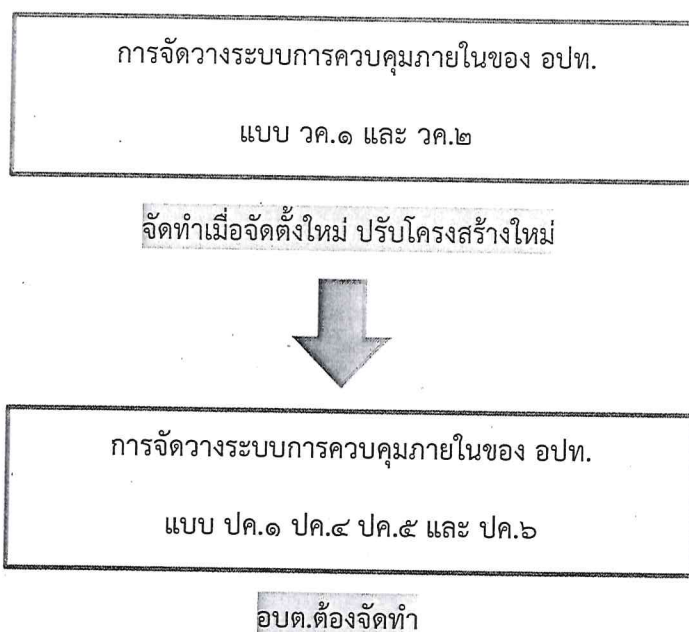 การจัดวางระบบการควบคุมภายในของ อปท.
แบบ วค.๑ และ วค.๒
จัดทำเมื่อจัดตั้งใหม่ ปรับโครงสร้างใหม่
การจัดวางระบบการควบคุมภายในของ อปท.
แบบ ปค.๑ ปค.๔ ปค.๕ และ ปค.๖
อบต.ต้องจัดทำ